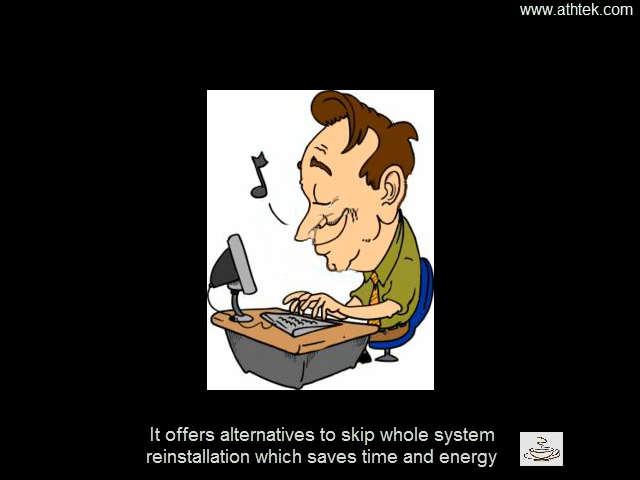 www.athtek.com
It offers alternatives to skip whole system
reinstallation which saves time and energy